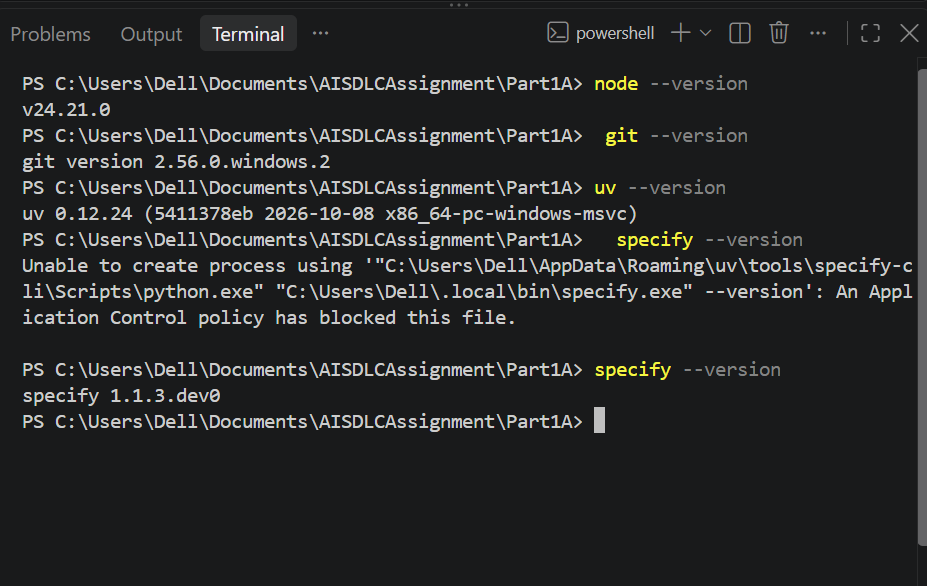 Problems Output Terminal ··· powershell
PS C:\Users\Dell\Documents\AISDLCAssignment\Part1A> node --version
v24.21.0
PS C:\Users\Dell\Documents\AISDLCAssignment\Part1A>  git --version
git version 2.56.0.windows.2
PS C:\Users\Dell\Documents\AISDLCAssignment\Part1A> uv --version
uv 0.12.24 (5411378eb 2026-10-08 x86_64-pc-windows-msvc)
PS C:\Users\Dell\Documents\AISDLCAssignment\Part1A>   specify --version
Unable to create process using '"C:\Users\Dell\AppData\Roaming\uv\tools\specify-c
li\Scripts\python.exe" "C:\Users\Dell\.local\bin\specify.exe" --version': An Appl
ication Control policy has blocked this file.
PS C:\Users\Dell\Documents\AISDLCAssignment\Part1A> specify --version
specify 1.1.3.dev0
PS C:\Users\Dell\Documents\AISDLCAssignment\Part1A>